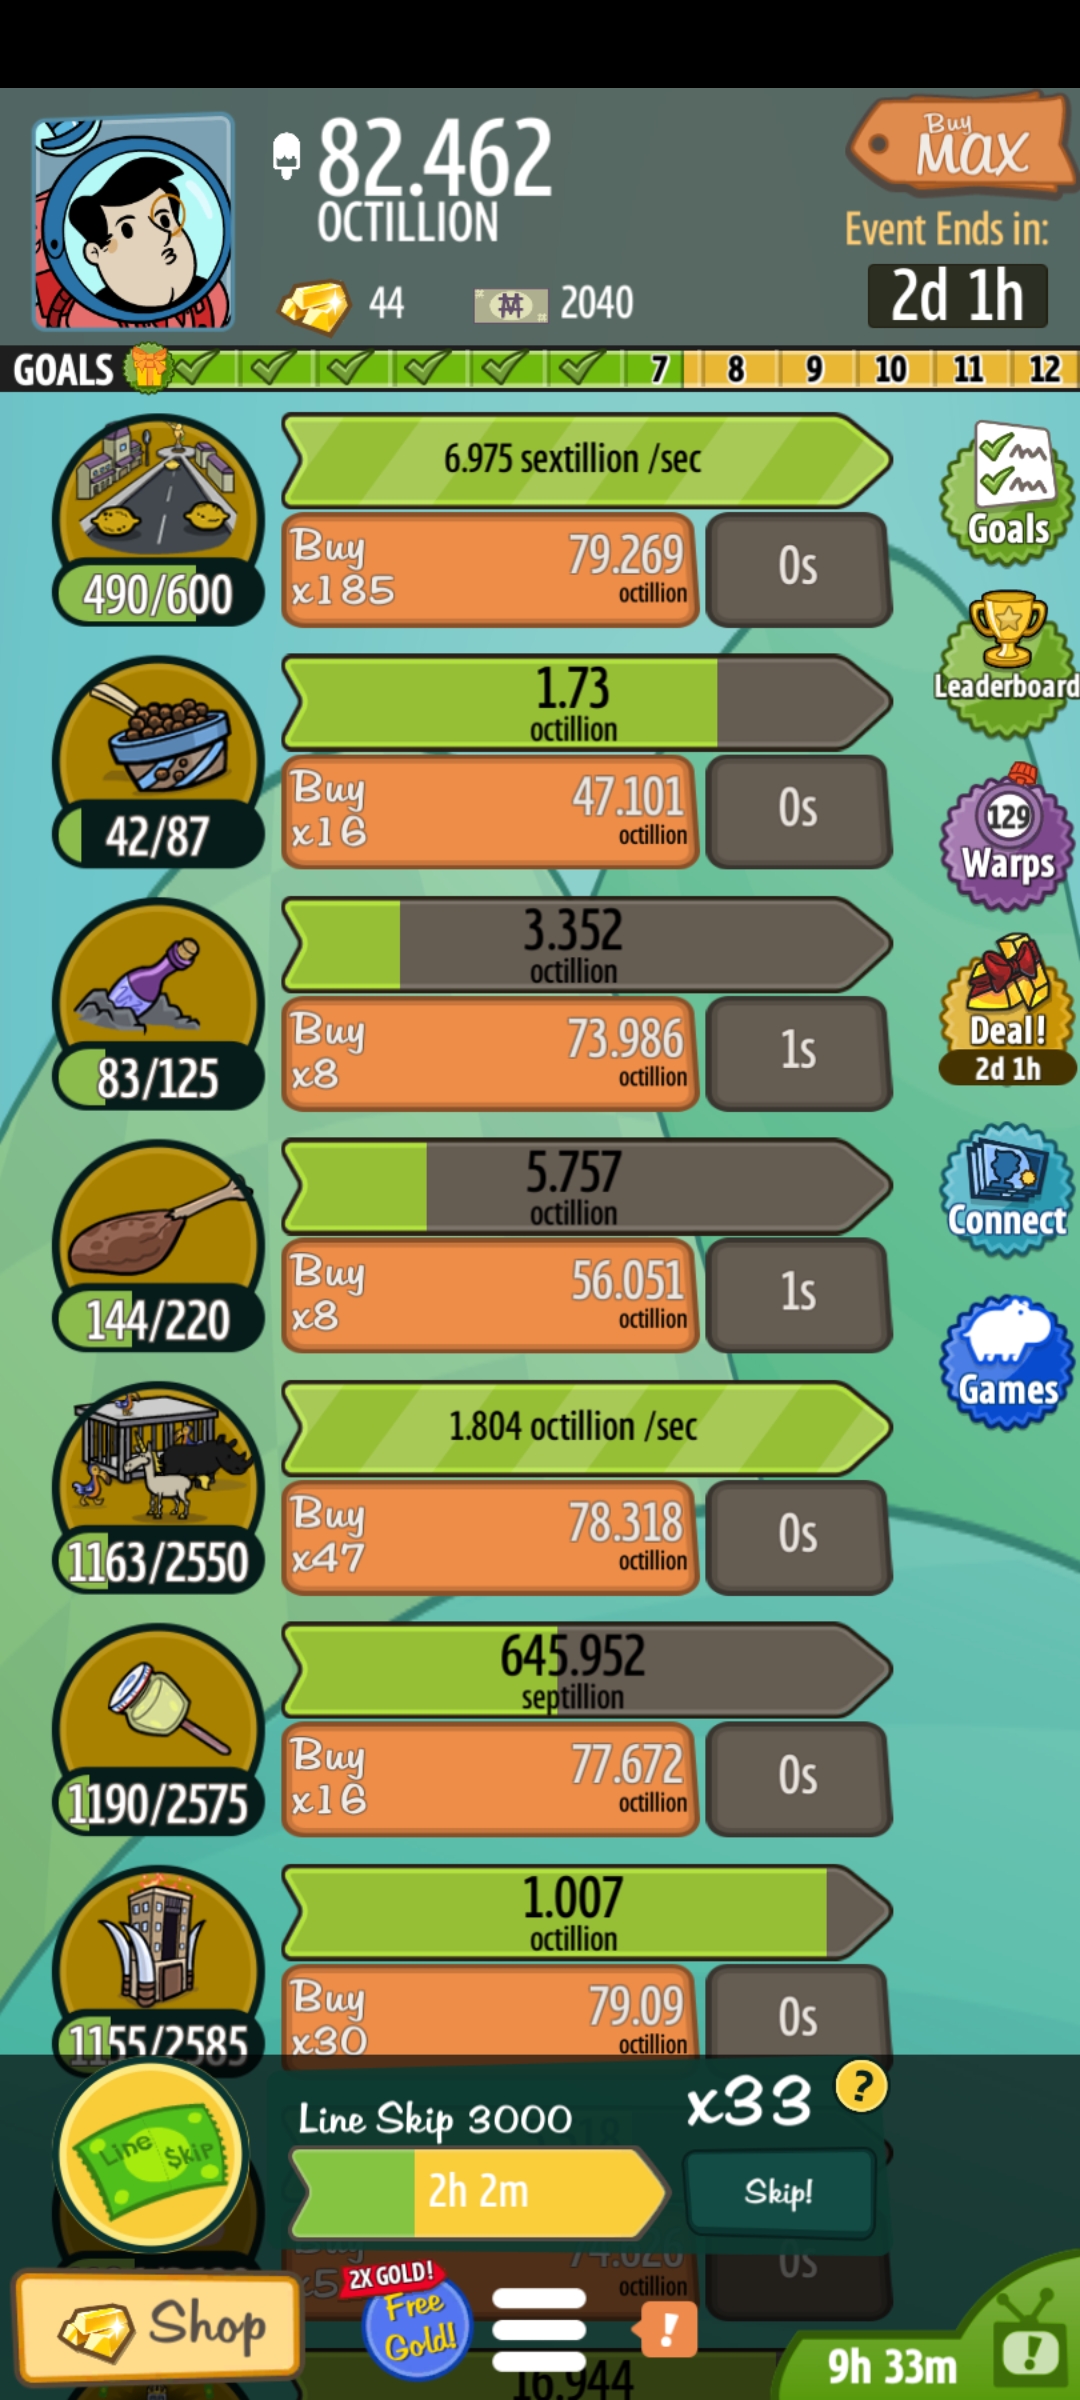 82.462
OCTILLION
Buy
MAX
Event Ends in:
2d 1h
44
2040
GOALS
7
8
9
10
11
12
6.975 sextillion /sec
490/600
Buy
x185
79.269
octillion
0s
Goals
1.73
octillion
42/87
Buy
x16
47.101
octillion
0s
Leaderboard
129
Warps
3.352
octillion
83/125
Buy
x8
73.986
octillion
1s
Deal!
2d 1h
5.757
octillion
144/220
Buy
x8
56.051
octillion
1s
Connect
Games
1.804 octillion /sec
1163/2550
Buy
x47
78.318
octillion
0s
645.952
septillion
1190/2575
Buy
x16
77.672
octillion
0s
1.007
octillion
1155/2585
Buy
x30
79.09
octillion
0s
Line Skip
Line Skip 3000
x33
?
2h 2m
Skip!
Buy
x5
octillion
0s
Shop
2X GOLD!
Free
Gold!
!
16.944
9h 33m
!